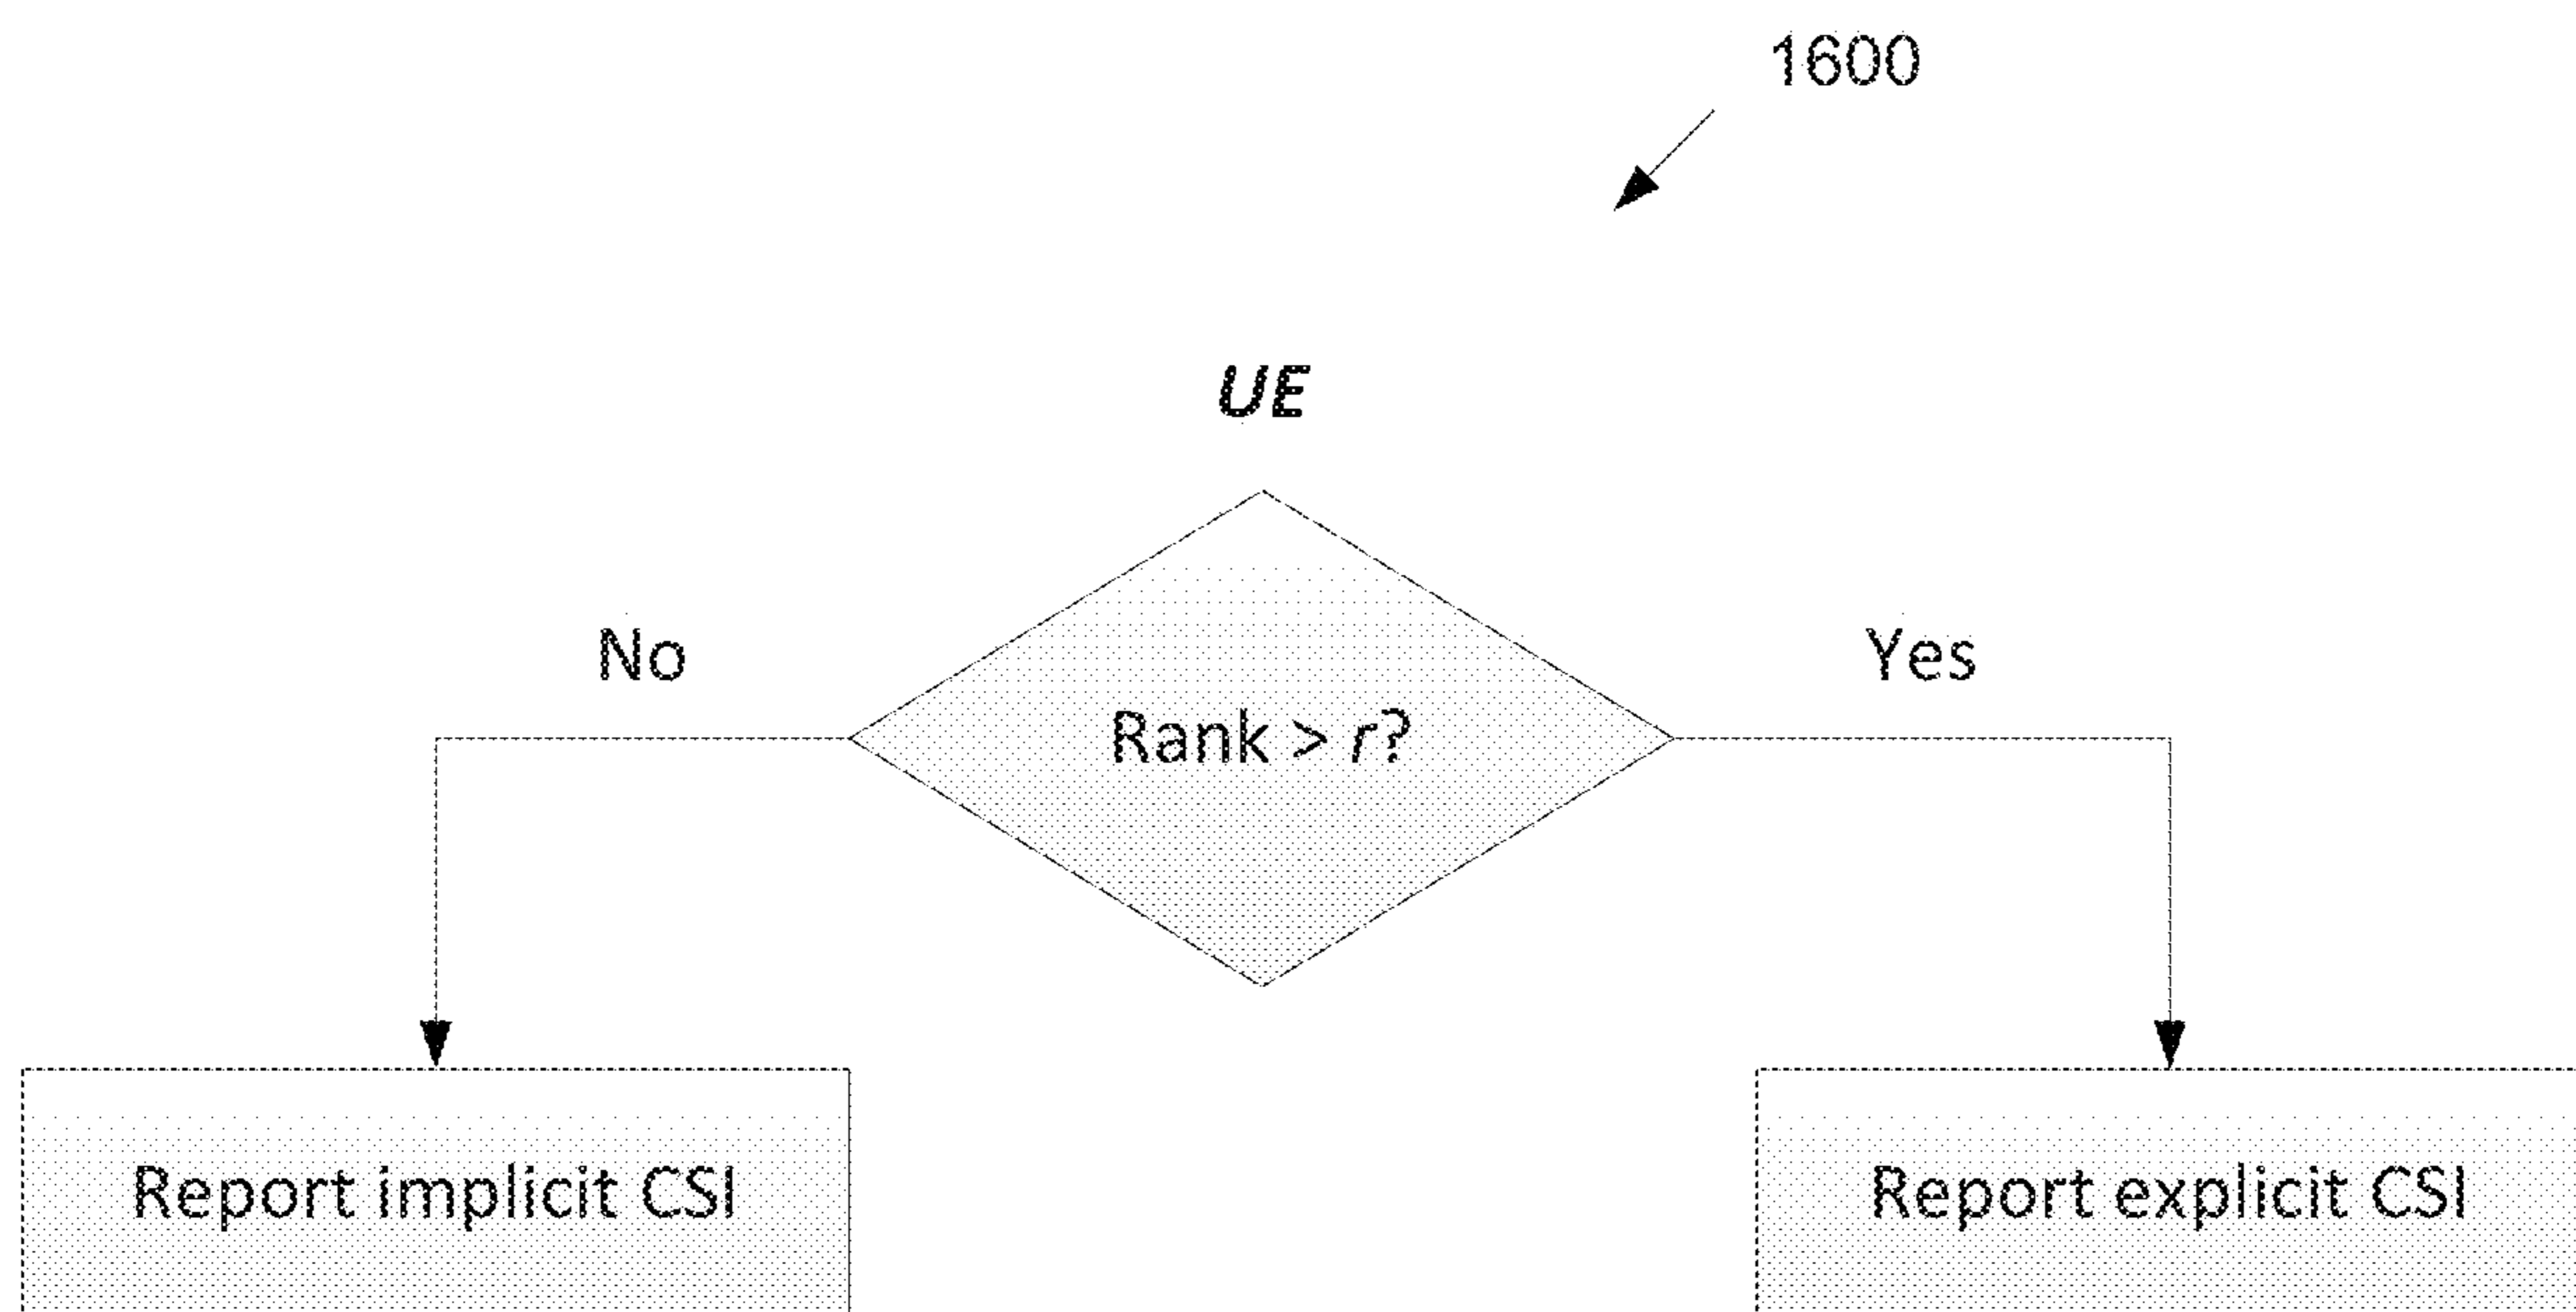 1600
UE
No
Yes
Rank > r?
Report implicit CSI
Report explicit CSI